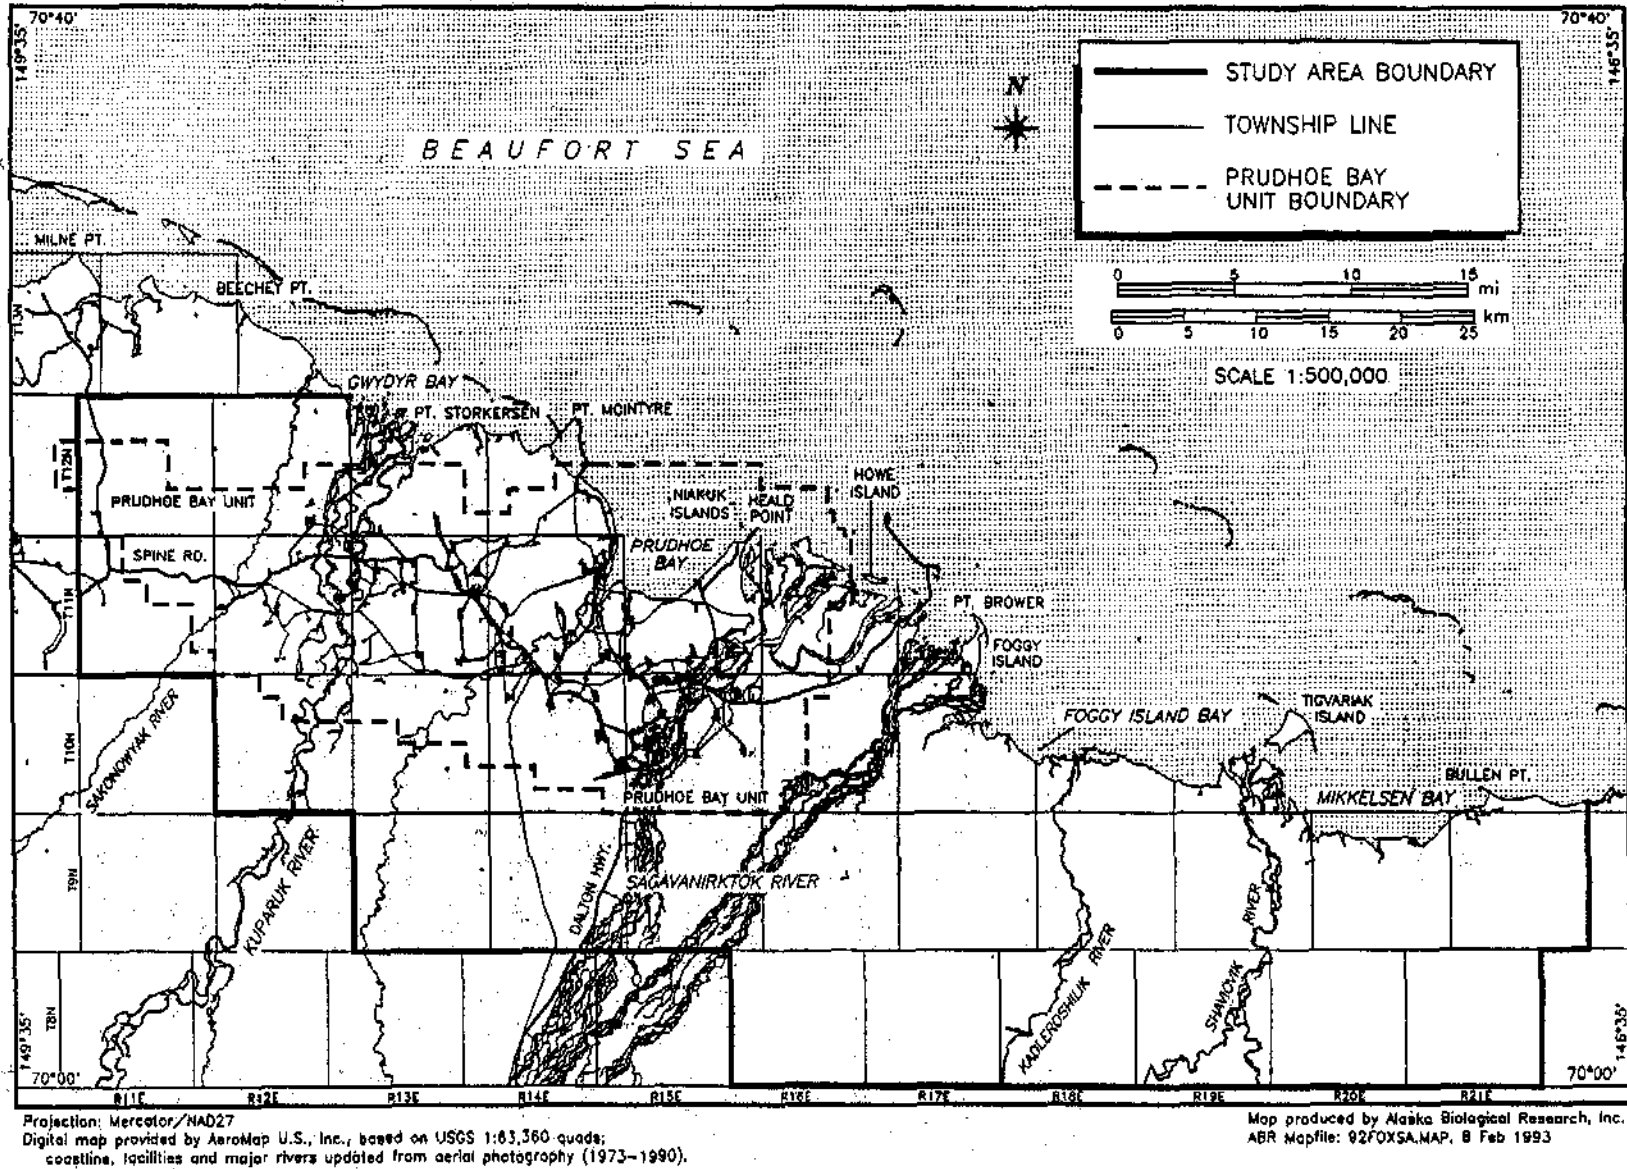 70°40'
70°40'
149°35'
146°35'
STUDY AREA BOUNDARY
TOWNSHIP LINE
PRUDHOE BAY
UNIT BOUNDARY
N
BEAUFORT SEA
0 5 10 15
mi
km
0 5 10 15 20 25
SCALE 1:500,000
MILNE PT.
BEECHEY PT.
T13N
GWYDYR BAY
PT. STORKERSEN
PT. MCINTYRE
T12N
PRUDHOE BAY UNIT
HOWE
ISLAND
NIAKUK
ISLANDS
HEALD
POINT
SPINE RD.
PRUDHOE
BAY
T11N
PT. BROWER
FOGGY
ISLAND
TIGVARIAK
ISLAND
FOGGY ISLAND BAY
SAKONOWYAK RIVER
T10N
BULLEN PT.
MIKKELSEN BAY
PRUDHOE BAY UNIT
T9N
KUPARUK RIVER
DALTON HWY.
SAGAVANIRKTOK RIVER
KADLEROSHILIK RIVER
SHAVIOVIK RIVER
T8N
149°35'
146°35'
70°00'
70°00'
R11E R12E R13E R14E R15E R16E R17E R18E R19E R20E R21E
Projection: Mercator/NAD27
Digital map provided by AeroMap U.S., Inc., based on USGS 1:63,360 quads;
coastline, facilities and major rivers updated from aerial photography (1973-1990).
Map produced by Alaska Biological Research, Inc.
ABR Mapfile: 92FOXSA.MAP, 8 Feb 1993